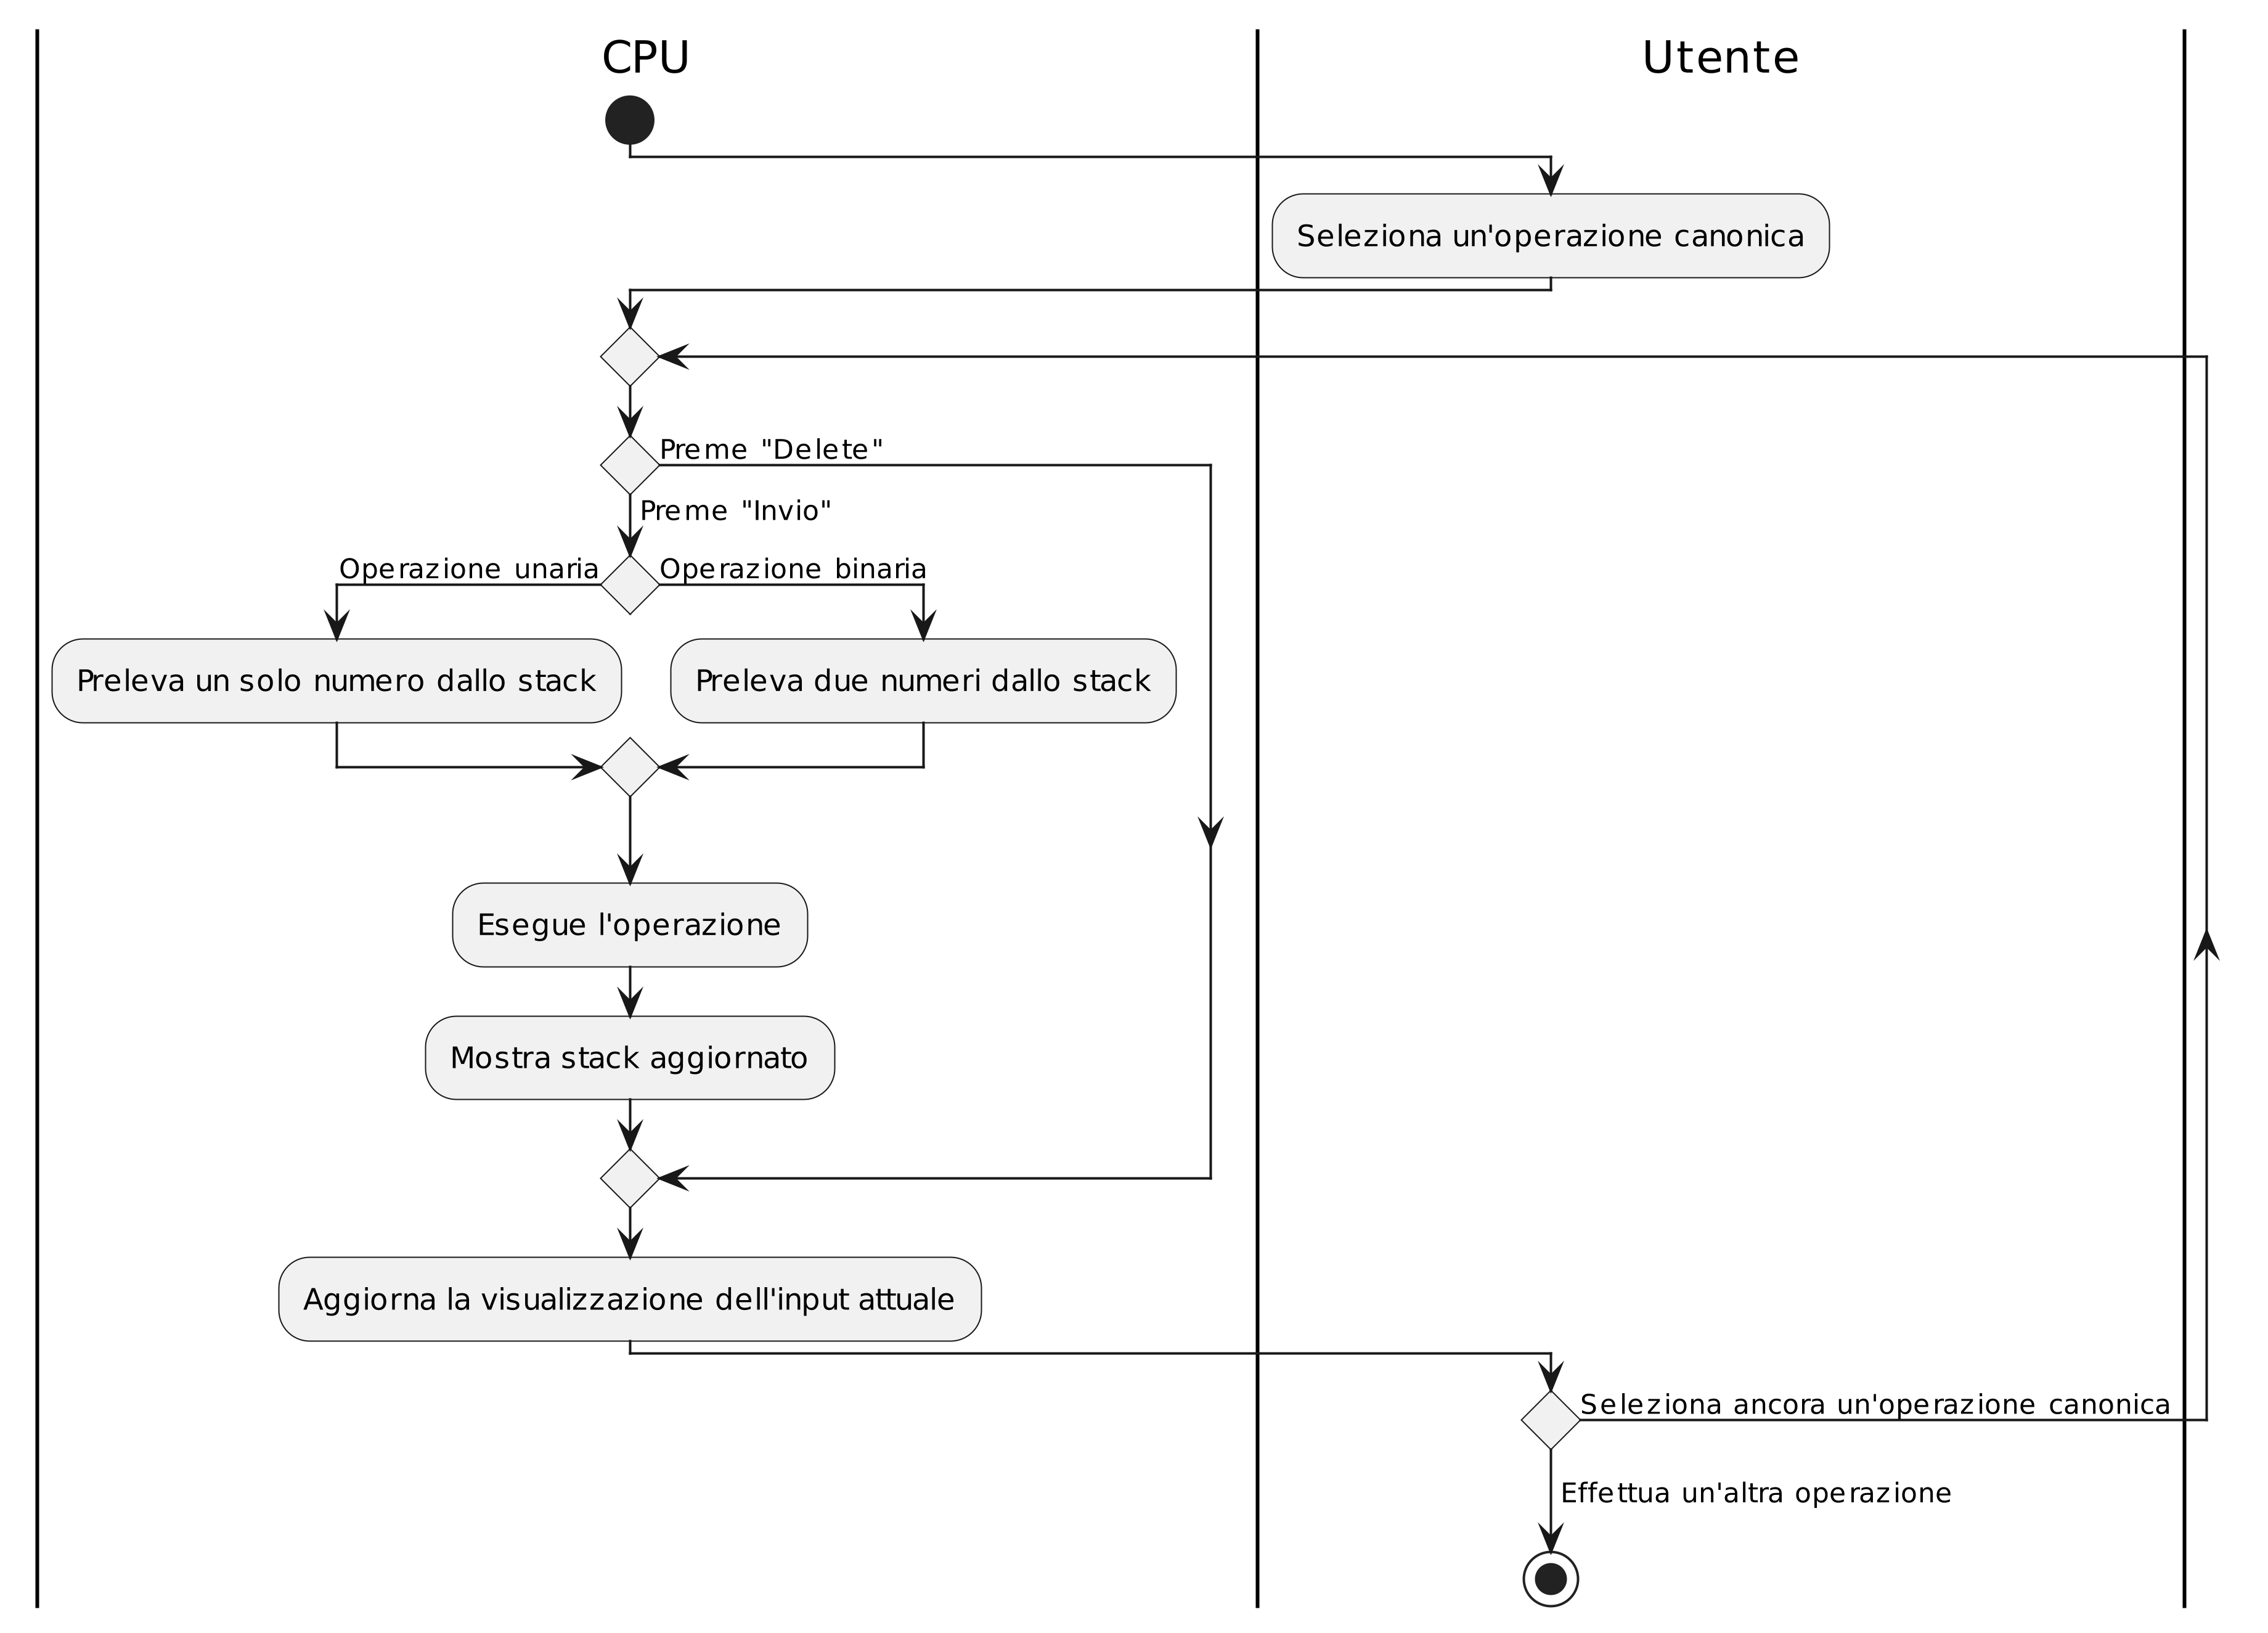 CPU
Utente
Seleziona un'operazione canonica
Preme "Delete"
Preme "Invio"
Operazione unaria
Operazione binaria
Preleva un solo numero dallo stack
Preleva due numeri dallo stack
Esegue l'operazione
Mostra stack aggiornato
Aggiorna la visualizzazione dell'input attuale
Seleziona ancora un'operazione canonica
Effettua un'altra operazione